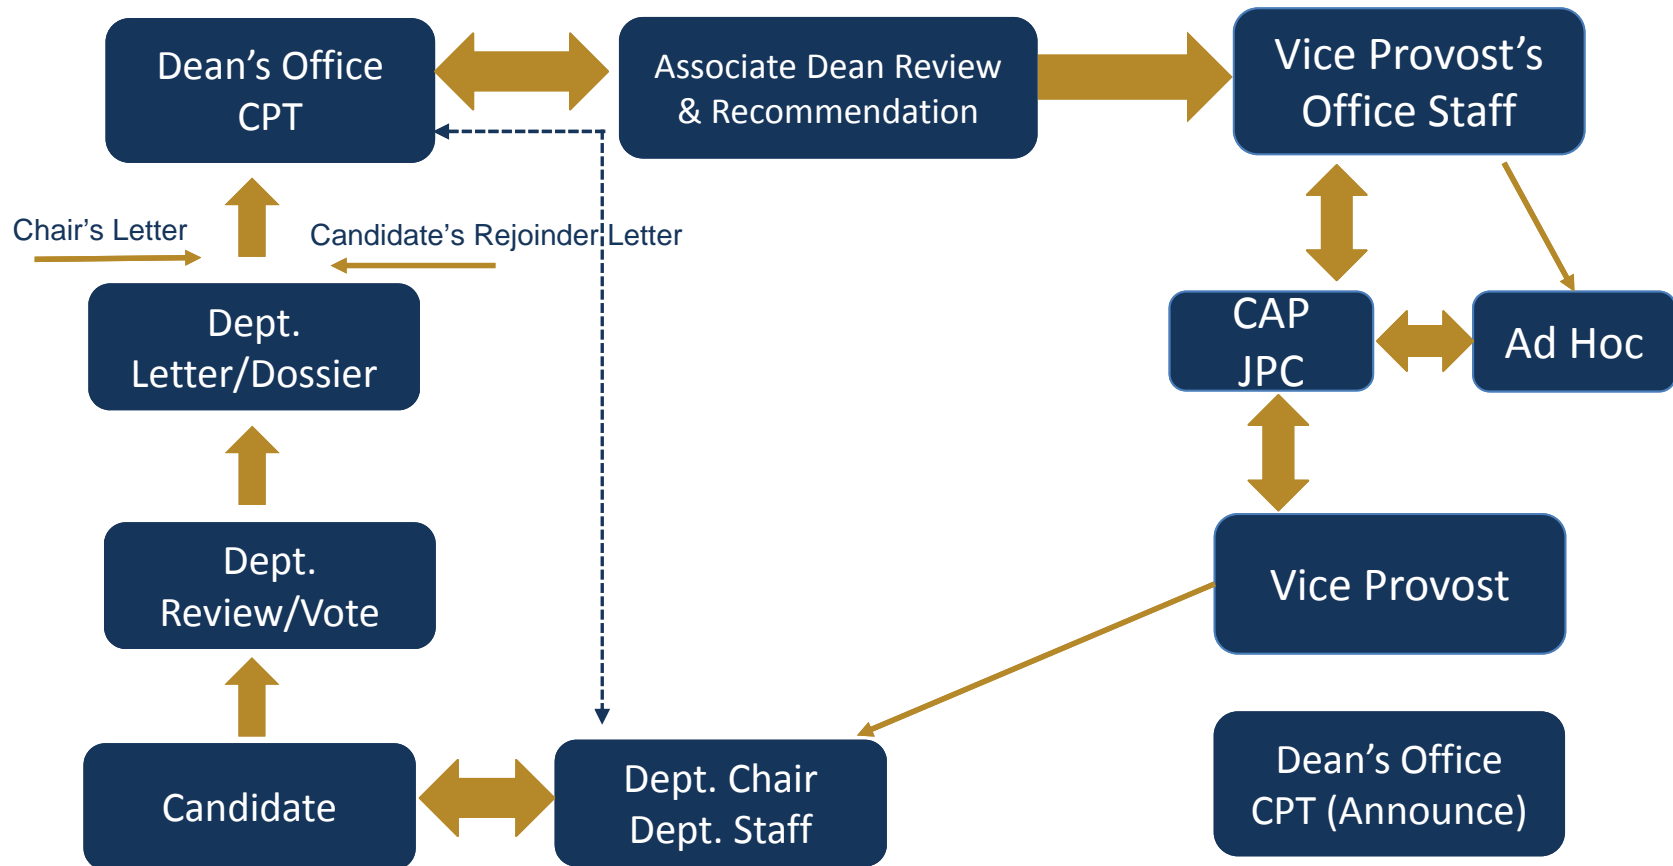 Dean’s Office
CPT
Associate Dean Review
& Recommendation
Vice Provost’s
Office Staff
Chair’s Letter
Candidate’s Rejoinder Letter
Dept.
Letter/Dossier
CAP
JPC
Ad Hoc
Dept.
Review/Vote
Vice Provost
Candidate
Dept. Chair
Dept. Staff
Dean’s Office
CPT (Announce)